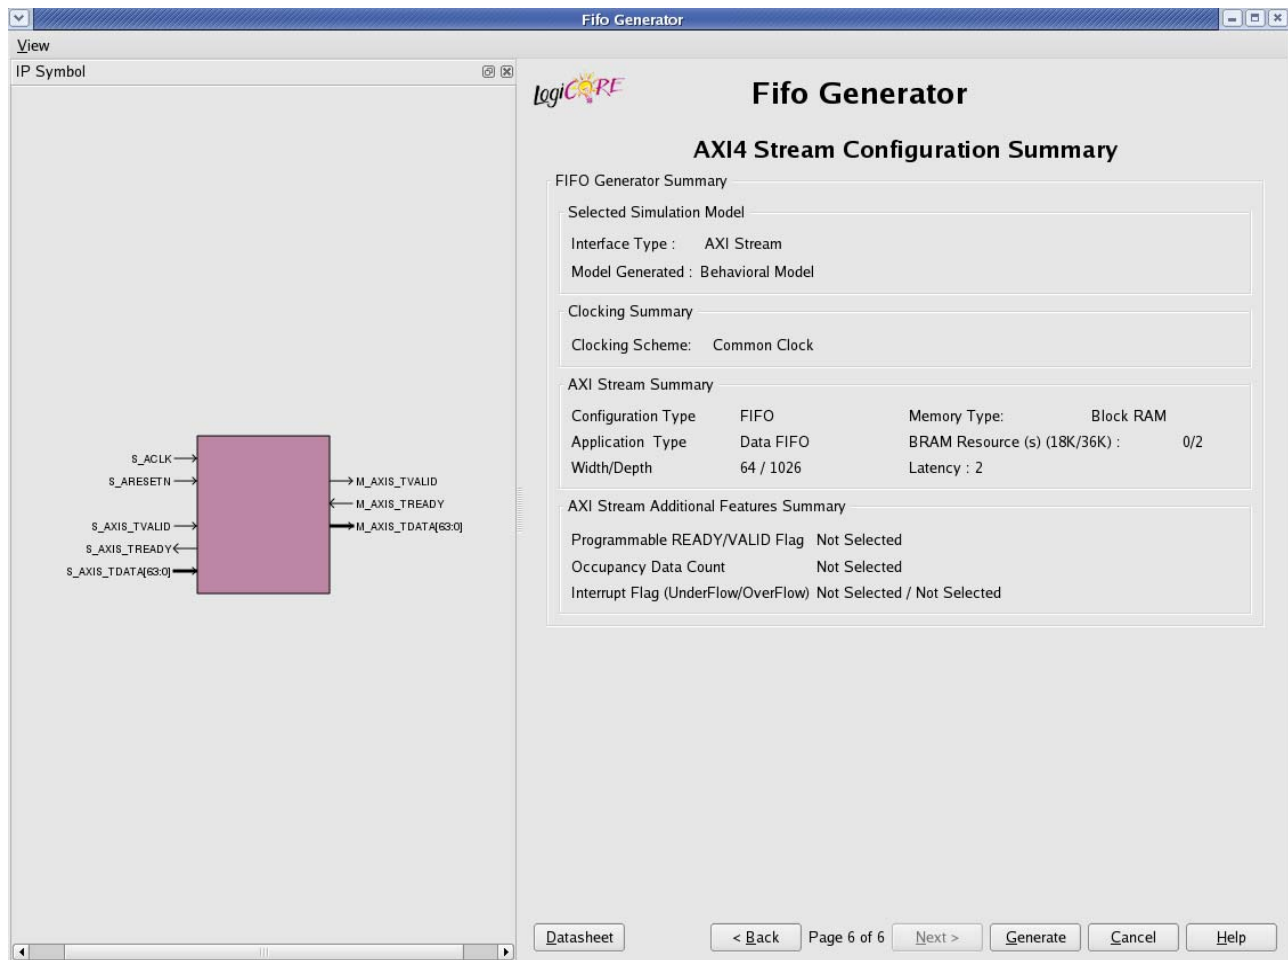 Fifo Generator
View
IP Symbol
S_ACLK
S_ARESETN
S_AXIS_TVALID
S_AXIS_TREADY
S_AXIS_TDATA[63:0]
M_AXIS_TVALID
M_AXIS_TREADY
M_AXIS_TDATA[63:0]
LogiCORE
Fifo Generator
AXI4 Stream Configuration Summary
FIFO Generator Summary
Selected Simulation Model
Interface Type : AXI Stream
Model Generated : Behavioral Model
Clocking Summary
Clocking Scheme: Common Clock
AXI Stream Summary
Configuration Type FIFO Memory Type: Block RAM
Application Type Data FIFO BRAM Resource (s) (18K/36K) : 0/2
Width/Depth 64 / 1026 Latency : 2
AXI Stream Additional Features Summary
Programmable READY/VALID Flag Not Selected
Occupancy Data Count Not Selected
Interrupt Flag (UnderFlow/OverFlow) Not Selected / Not Selected
Datasheet < Back Page 6 of 6 Next > Generate Cancel Help